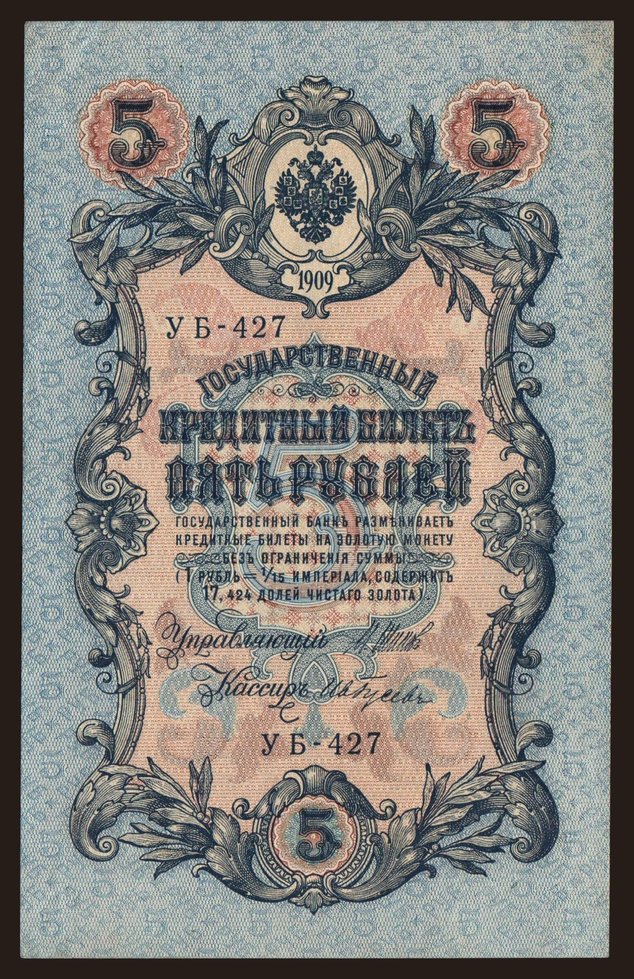 5 5
1909
УБ-427
ГОСУДАРСТВЕННЫЙ
КРЕДИТНЫЙ БИЛЕТЪ
ПЯТЬ РУБЛЕЙ
ГОСУДАРСТВЕННЫЙ БАНКЪ РАЗМѢНИВАЕТЪ
КРЕДИТНЫЕ БИЛЕТЫ НА ЗОЛОТУЮ МОНЕТУ
БЕЗЪ ОГРАНИЧЕНІЯ СУММЫ
(1 РУБЛЬ = 1/15 ИМПЕРІАЛА, СОДЕРЖИТЪ
17,424 ДОЛЕЙ ЧИСТАГО ЗОЛОТА)
Управляющій
Кассиръ
УБ-427
5